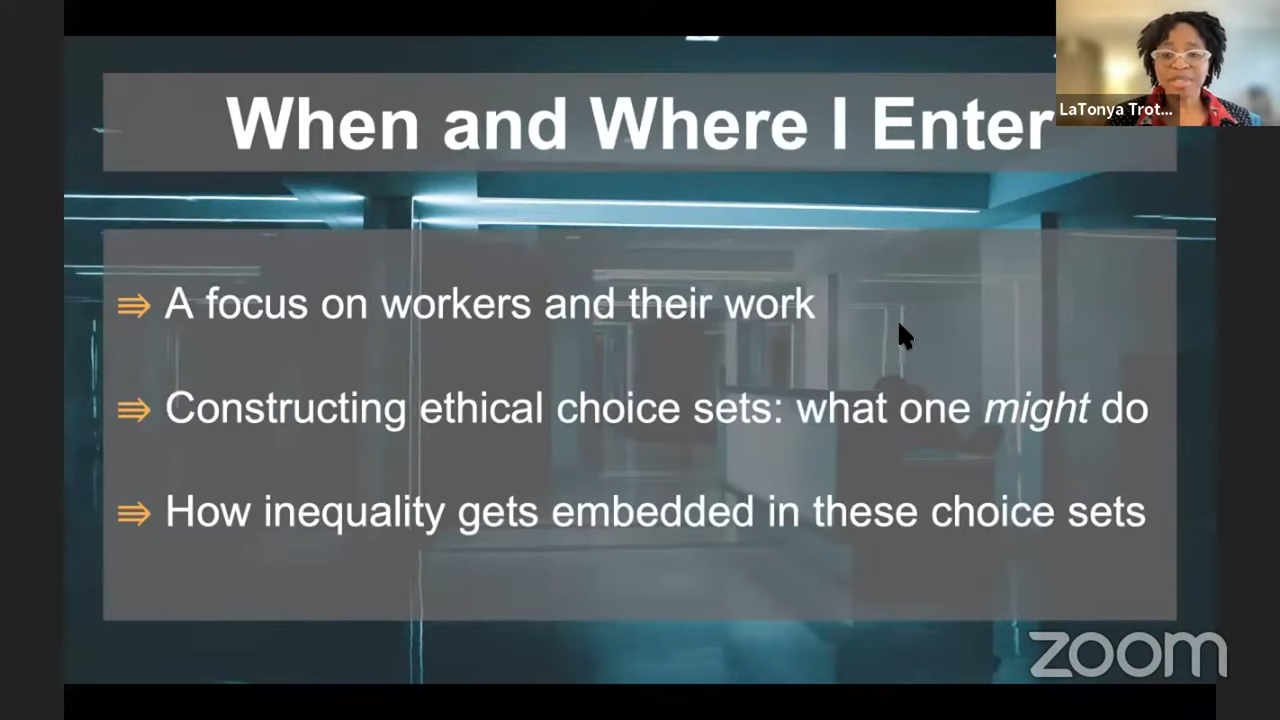 When and Where I Enter
LaTonya Trot...
⇛ A focus on workers and their work
⇛ Constructing ethical choice sets: what one might do
⇛ How inequality gets embedded in these choice sets
zoom